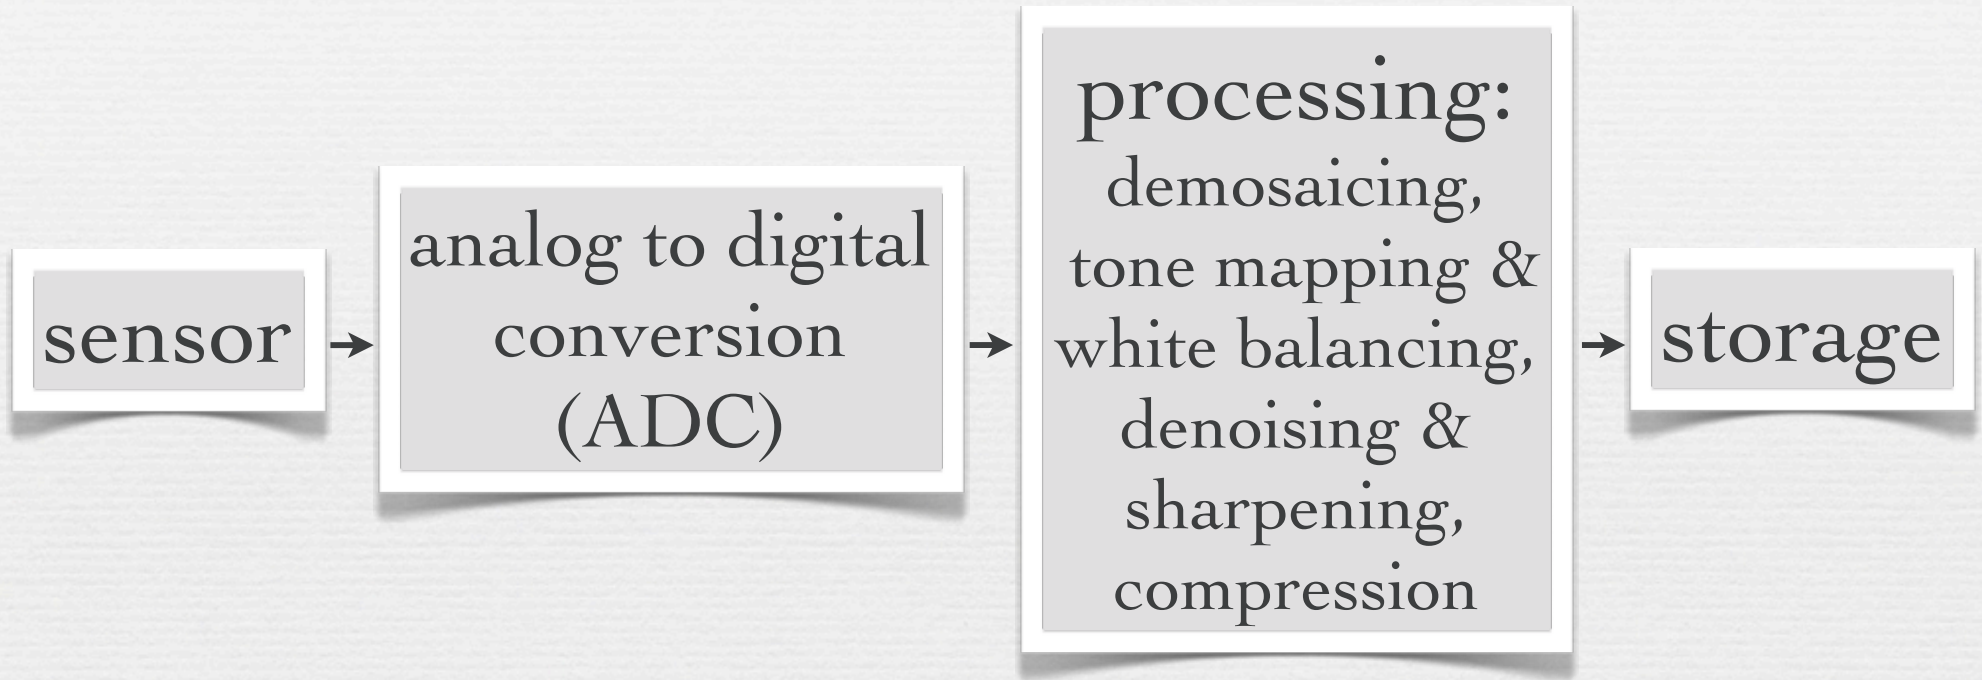 sensor
analog to digital
conversion
(ADC)
processing:
demosaicing,
tone mapping &
white balancing,
denoising &
sharpening,
compression
storage